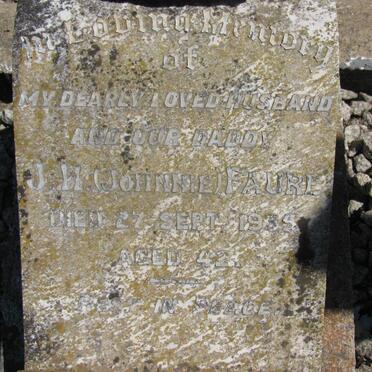 In Loving Memory
of
MY DEARLY LOVED HUSBAND
AND OUR DADDY
J. W. (JOHNNIE) FAURE
DIED 27 SEPT.
AGED 42.
REST IN PEACE.